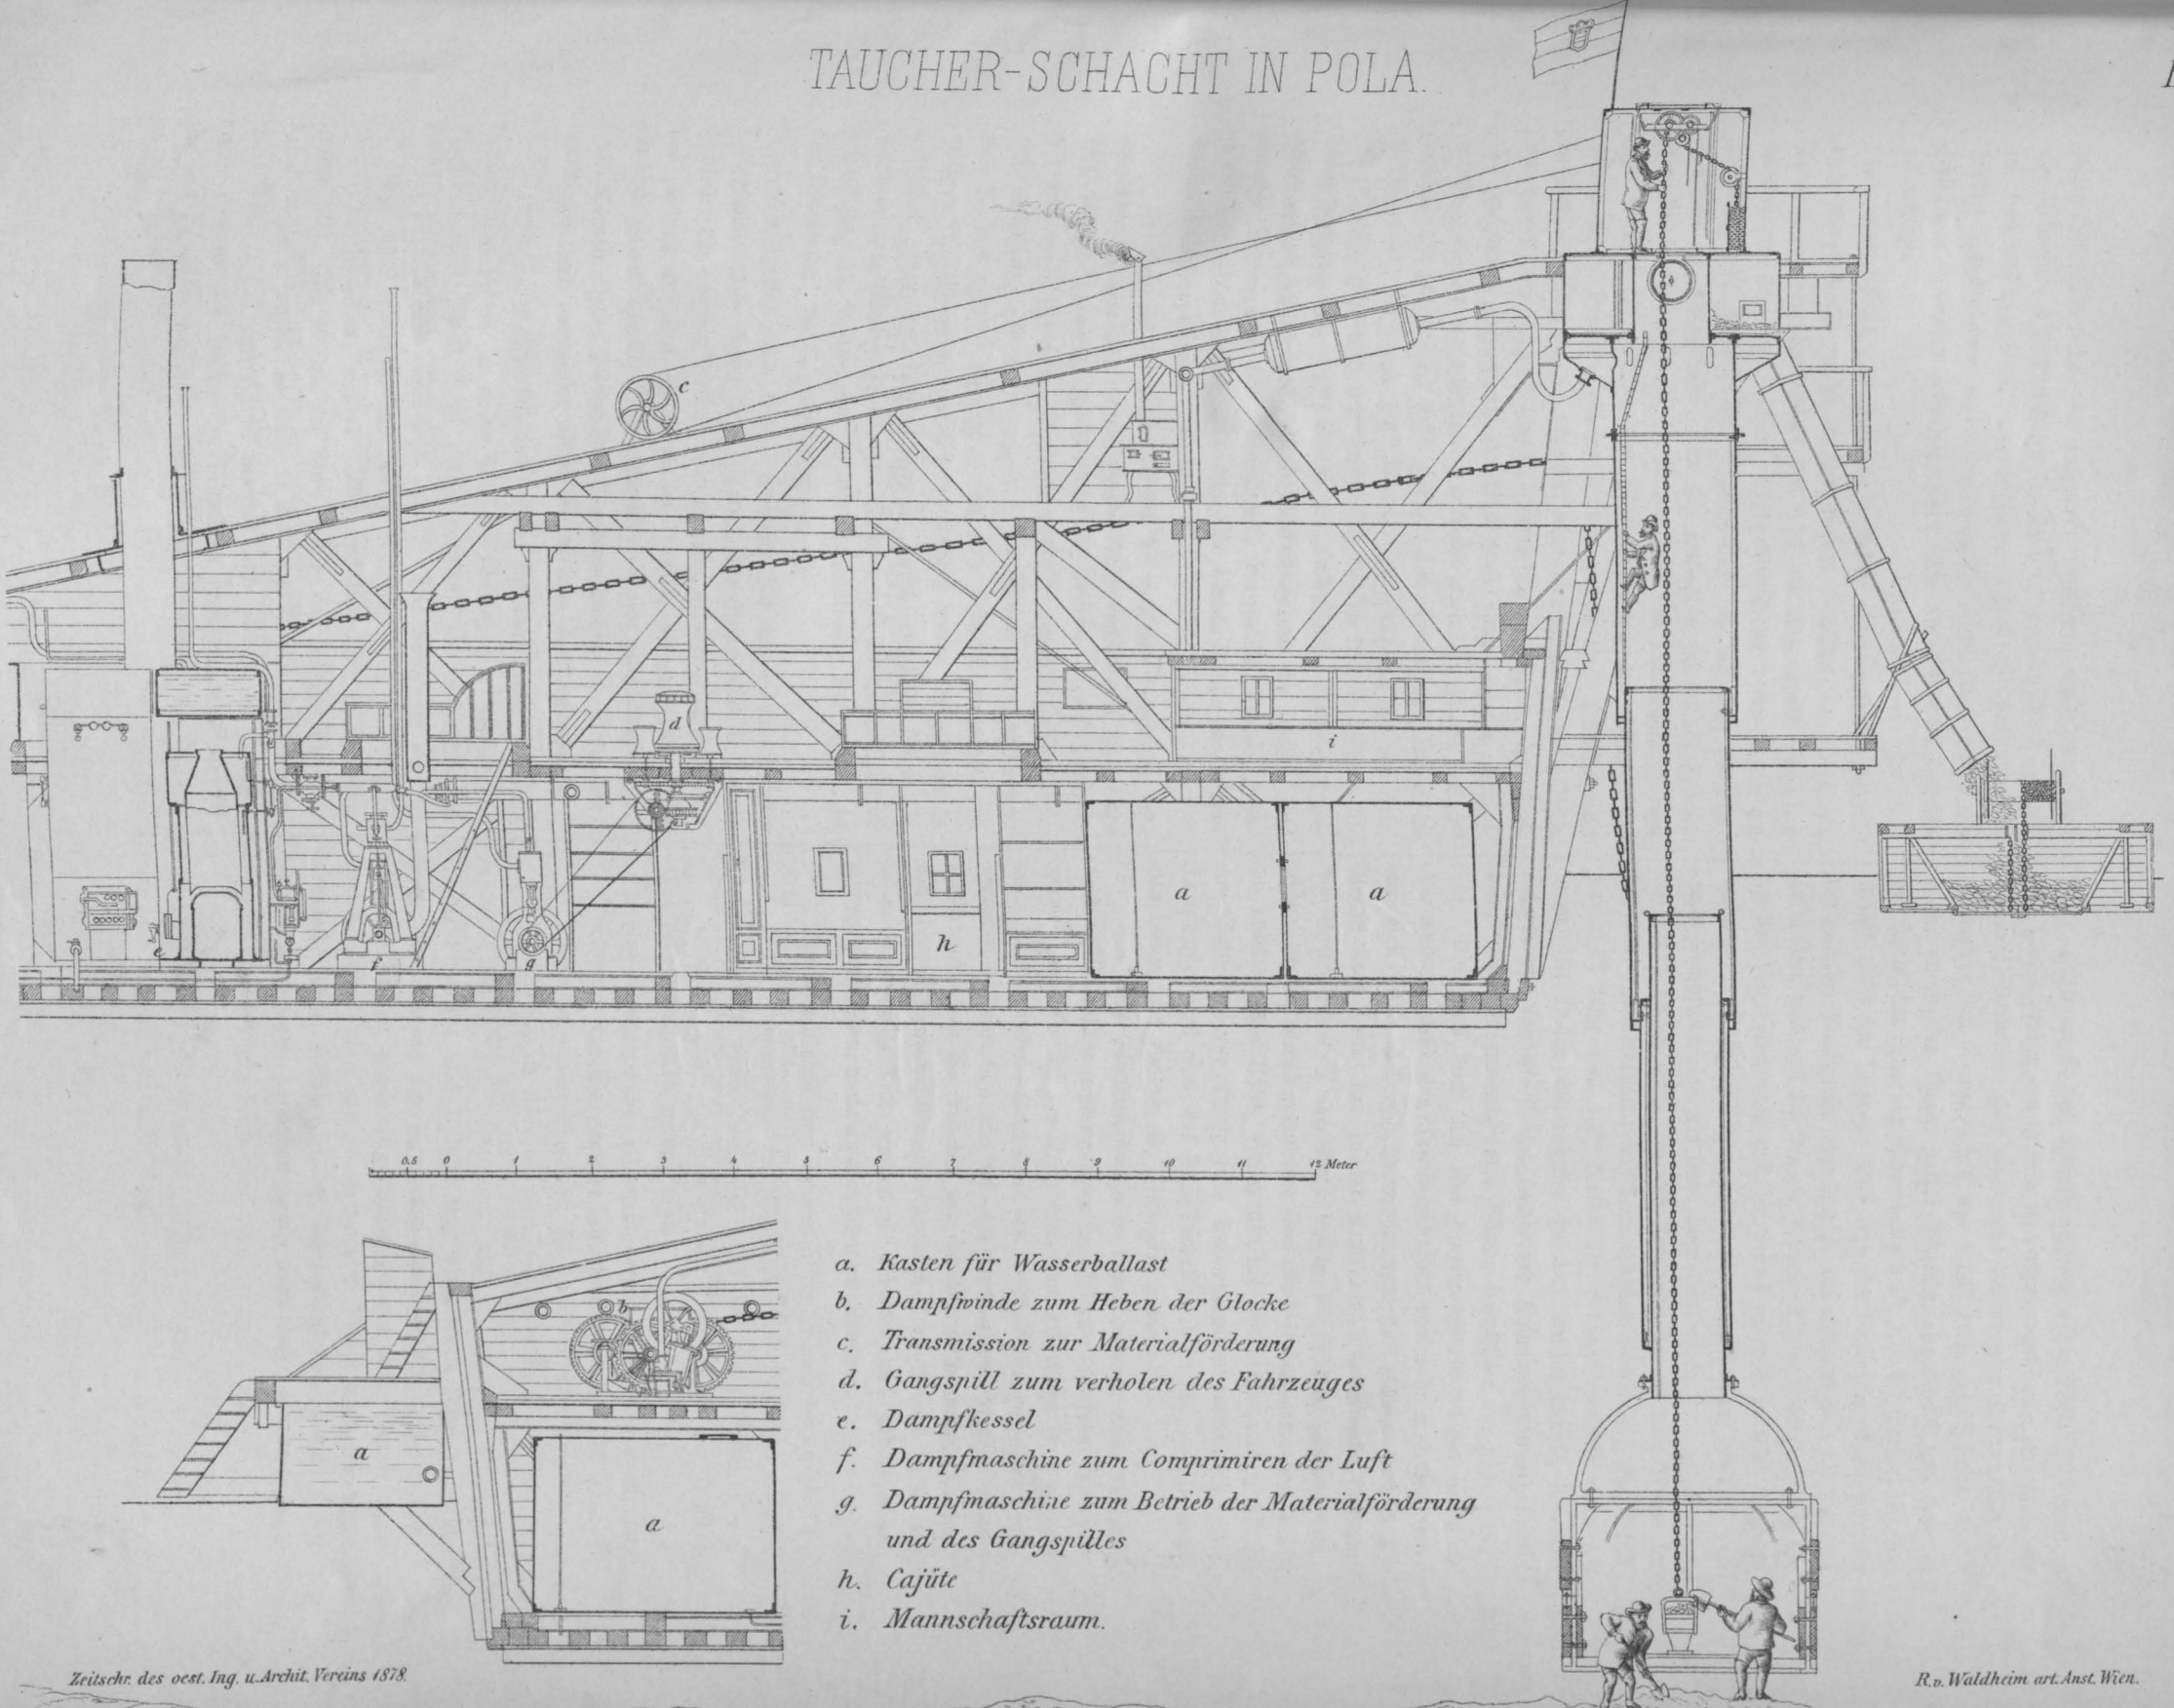 TAUCHER-SCHACHT IN POLA.
c
d
i
a
a
h
e
f
g
0.5 0 1 2 3 4 5 6 7 8 9 10 11 12 Meter
b
a
a
a. Kasten für Wasserballast
b. Dampfwinde zum Heben der Glocke
c. Transmission zur Materialförderung
d. Gangspill zum verholen des Fahrzeuges
e. Dampfkessel
f. Dampfmaschine zum Comprimiren der Luft
g. Dampfmaschine zum Betrieb der Materialförderung
und des Gangspilles
h. Cajüte
i. Mannschaftsraum.
Zeitschr. des oest. Ing. u. Archit. Vereins 1878.
R. v. Waldheim art. Anst. Wien.